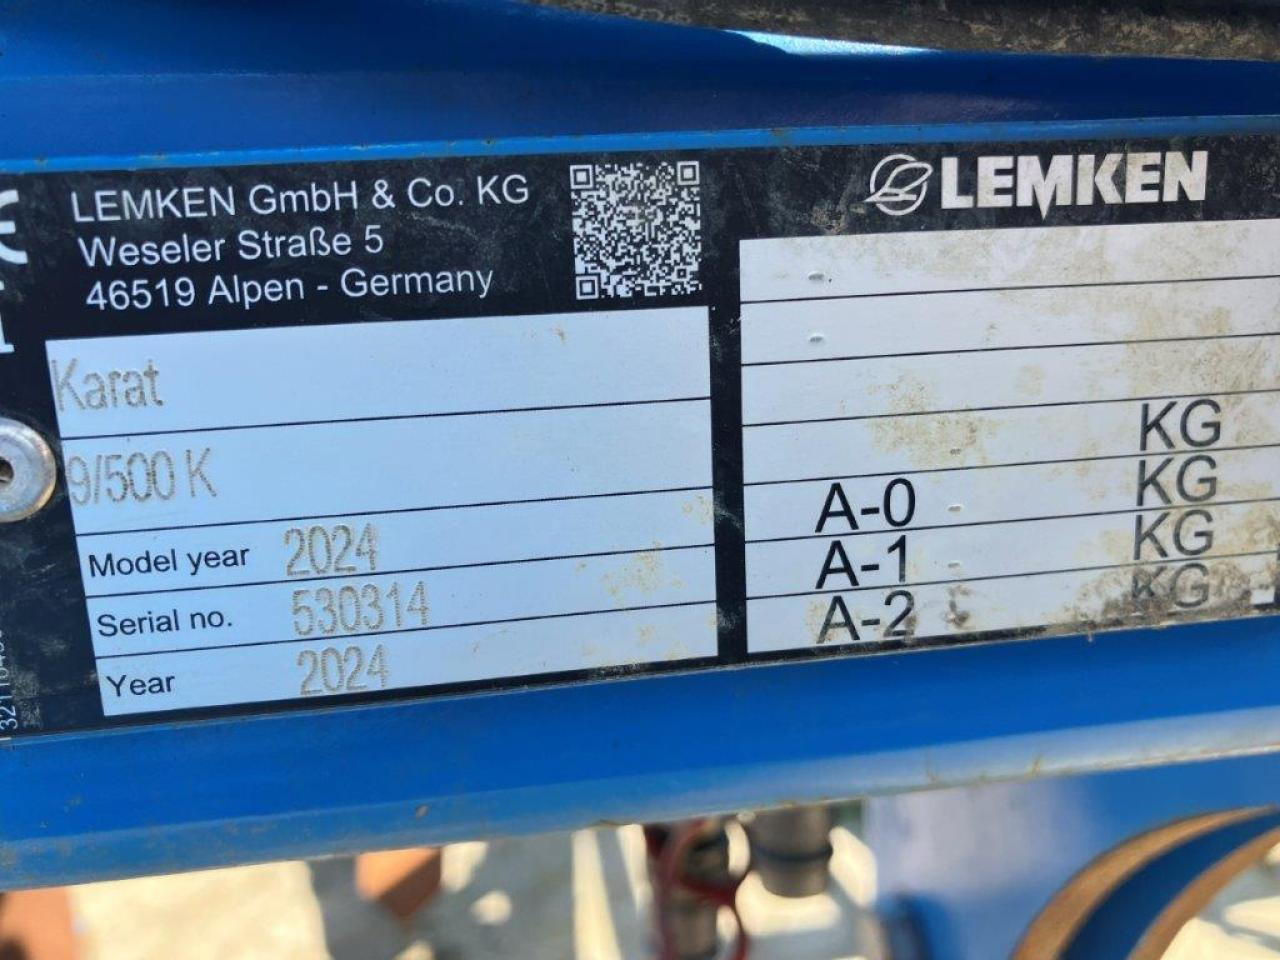 LEMKEN GmbH & Co. KG
Weseler Straße 5
46519 Alpen - Germany
Karat
9/500 K
Model year 2024
Serial no. 530314
Year 2024
LEMKEN
-
-
- KG
A-0 - KG
A-1 - KG
A-2 - KG